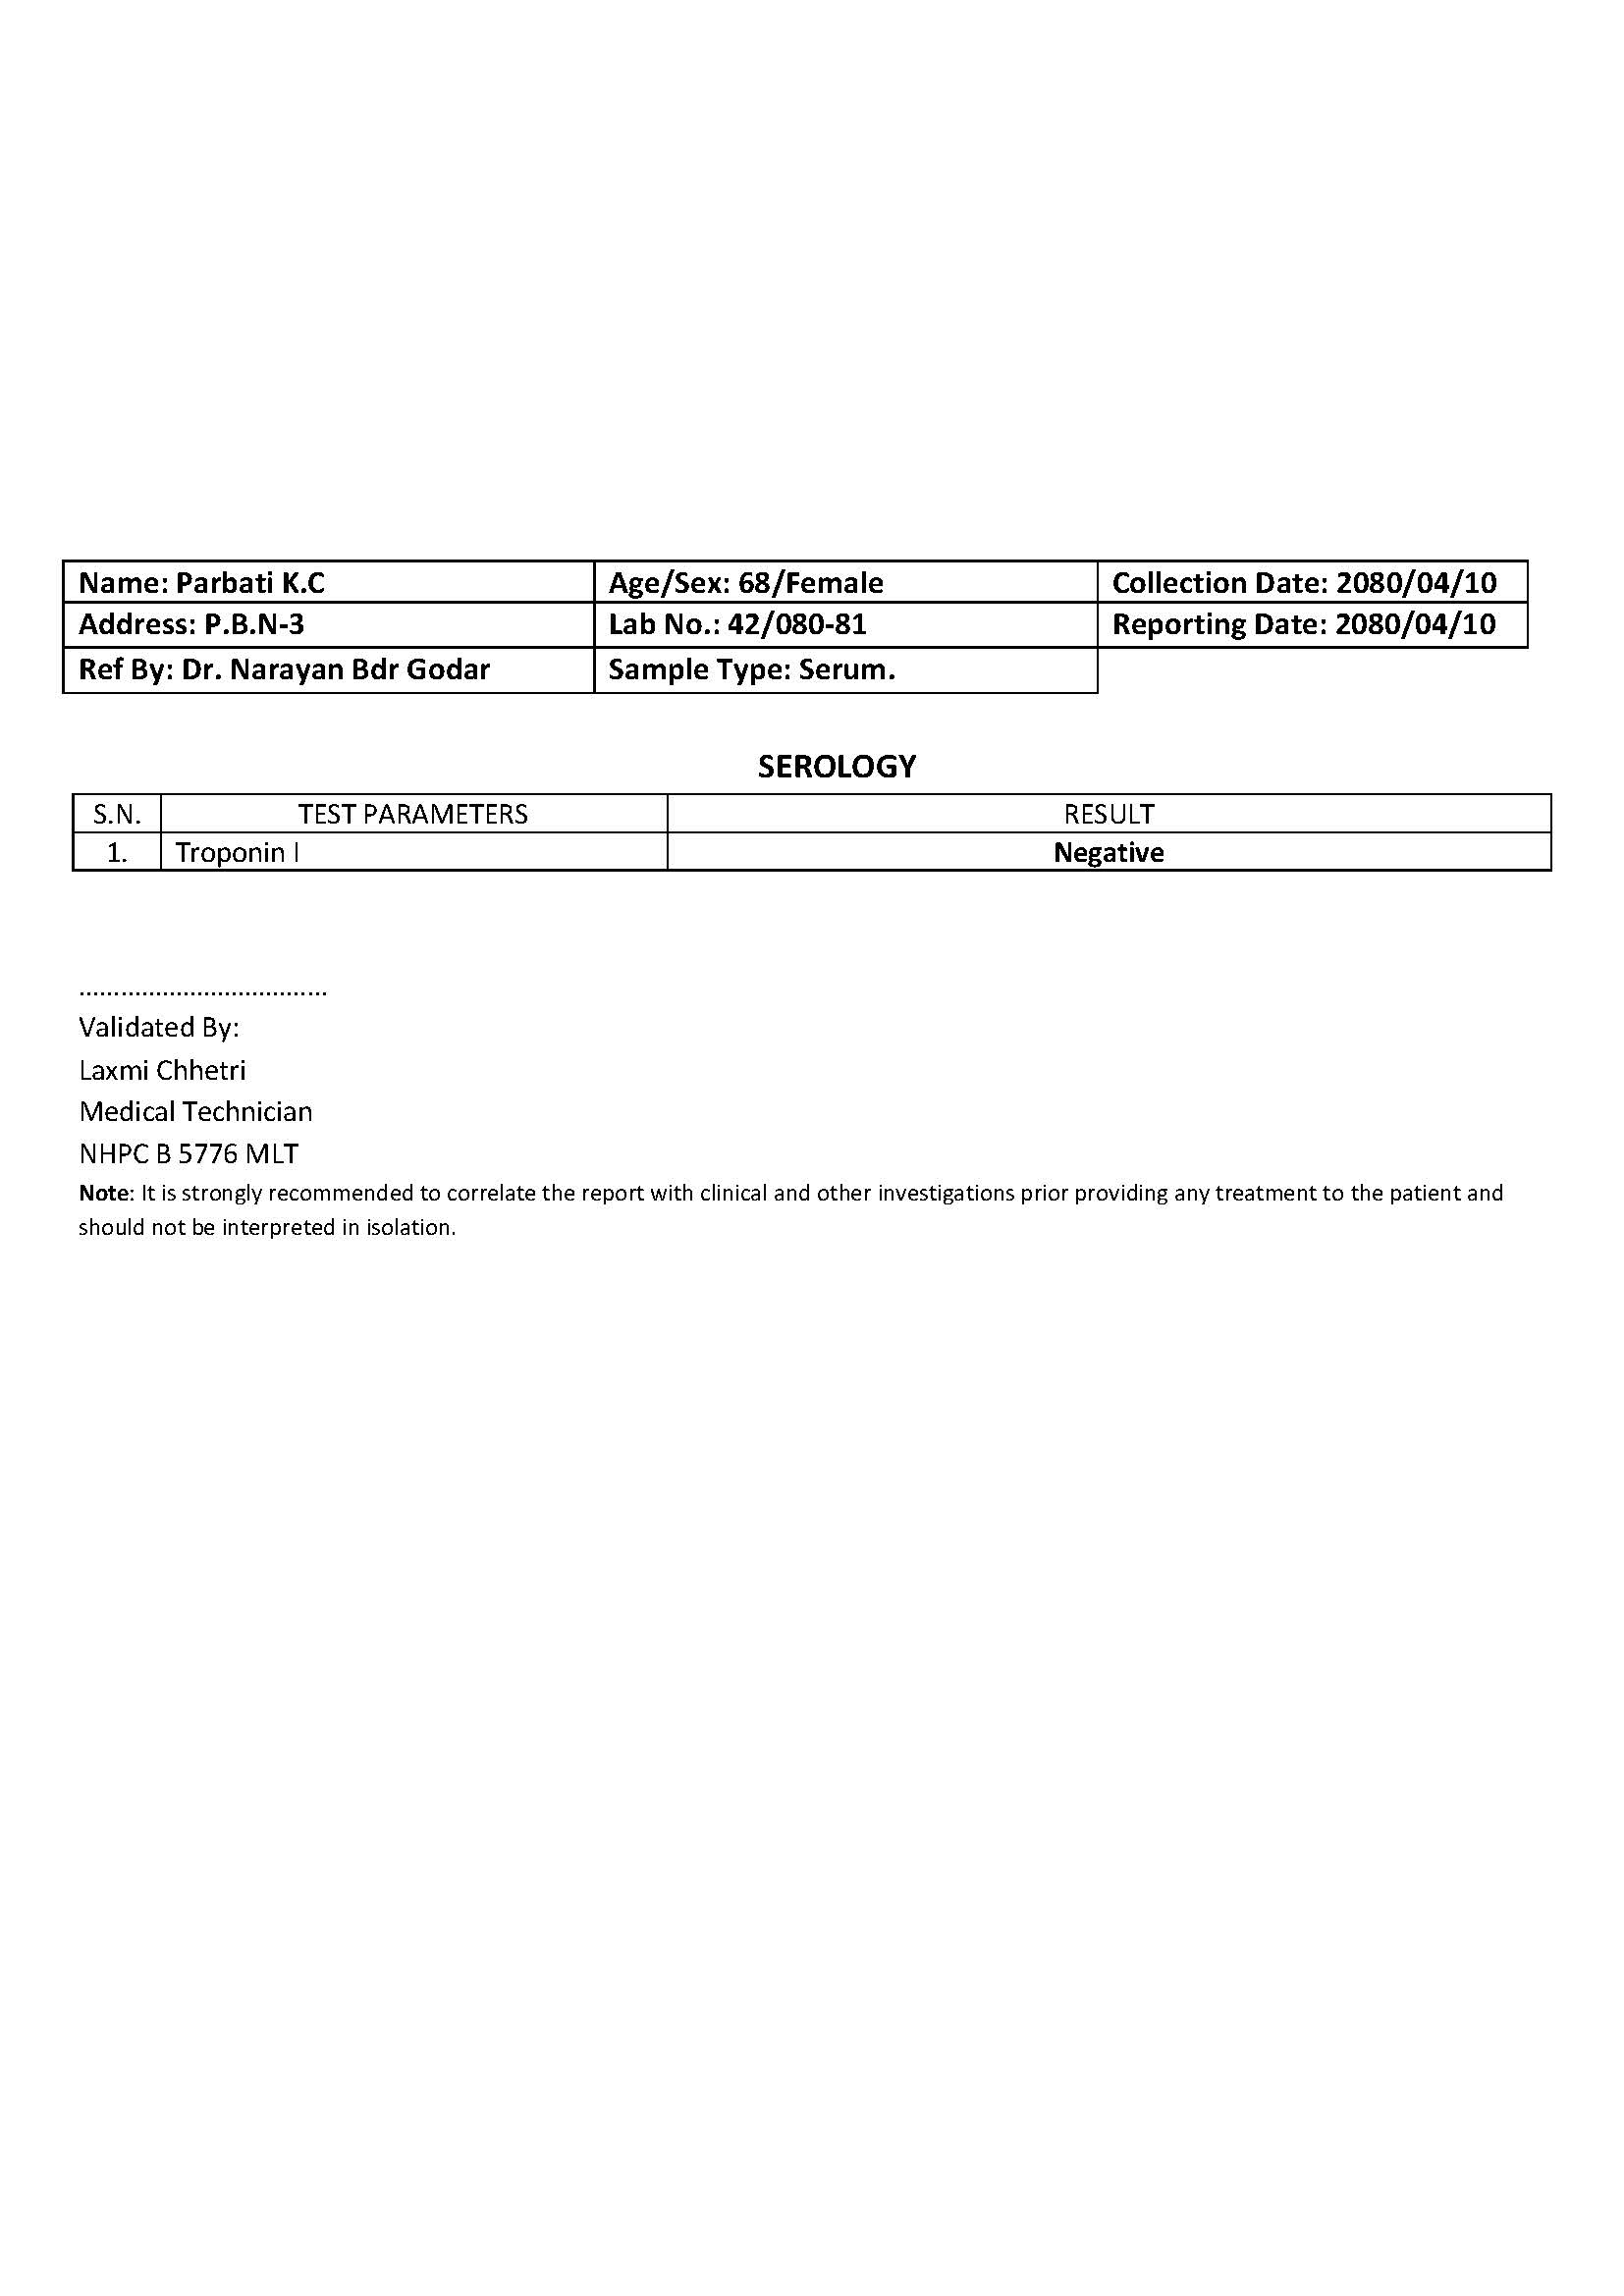 Name: Parbati K.C Age/Sex: 68/Female Collection Date: 2080/04/10
Address: P.B.N-3 Lab No.: 42/080-81 Reporting Date: 2080/04/10
Ref By: Dr. Narayan Bdr Godar Sample Type: Serum.
SEROLOGY
S.N. TEST PARAMETERS RESULT
1. Troponin I Negative
....................................
Validated By:
Laxmi Chhetri
Medical Technician
NHPC B 5776 MLT
Note: It is strongly recommended to correlate the report with clinical and other investigations prior providing any treatment to the patient and
should not be interpreted in isolation.